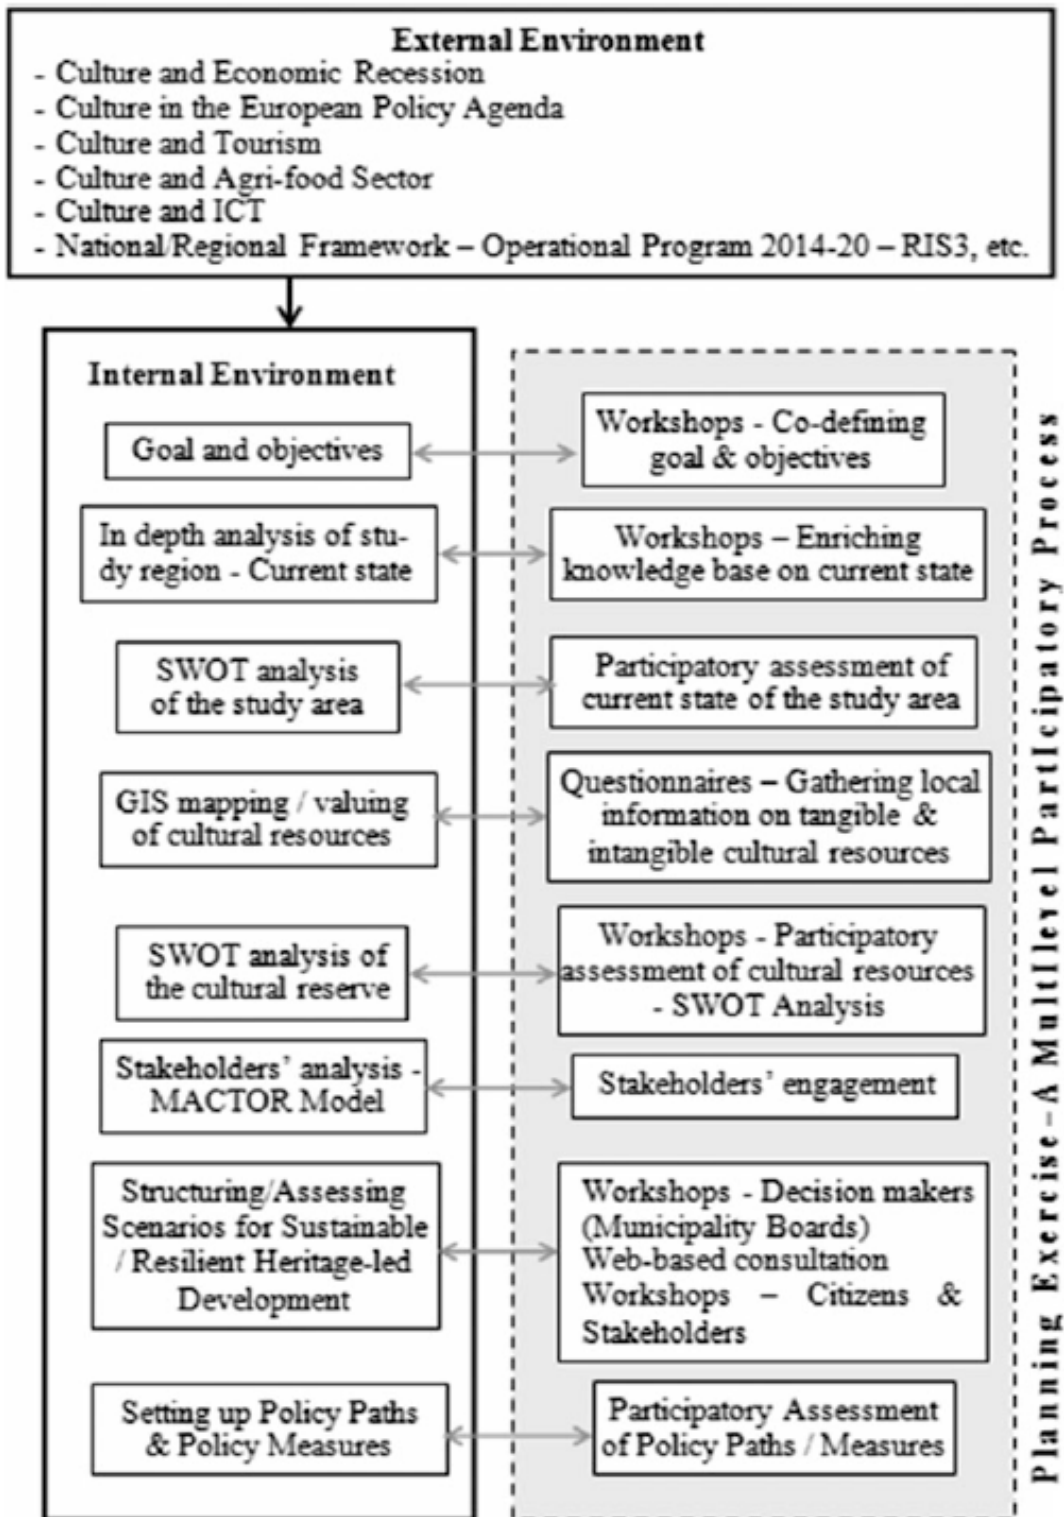 External Environment
- Culture and Economic Recession
- Culture in the European Policy Agenda
- Culture and Tourism
- Culture and Agri-food Sector
- Culture and ICT
- National/Regional Framework – Operational Program 2014-20 – RIS3, etc.
Internal Environment
Goal and objectives
Workshops - Co-defining
goal & objectives
In depth analysis of stu-
dy region - Current state
Workshops – Enriching
knowledge base on current state
SWOT analysis
of the study area
Participatory assessment of
current state of the study area
GIS mapping / valuing
of cultural resources
Questionnaires – Gathering local
information on tangible &
intangible cultural resources
SWOT analysis of
the cultural reserve
Workshops - Participatory
assessment of cultural resources
- SWOT Analysis
Stakeholders' analysis -
MACTOR Model
Stakeholders' engagement
Structuring/Assessing
Scenarios for Sustainable
/ Resilient Heritage-led
Development
Workshops - Decision makers
(Municipality Boards)
Web-based consultation
Workshops – Citizens &
Stakeholders
Setting up Policy Paths
& Policy Measures
Participatory Assessment
of Policy Paths / Measures
Planning Exercise–A Multilevel Participatory Process